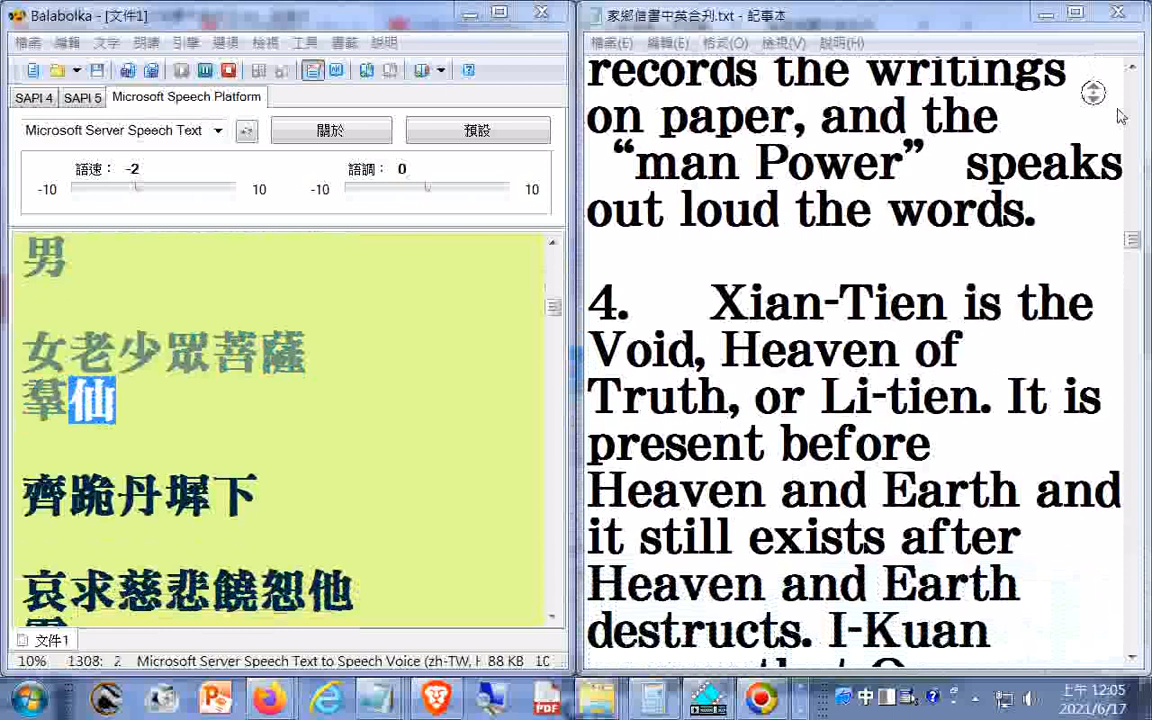 Balabolka - [文件1]
檔案 編輯 文字 朗讀 引擎 選項 檢視 工具 書籤 說明
SAPI 4 SAPI 5 Microsoft Speech Platform
Microsoft Server Speech Text 關於 預設
語速： -2 語調： 0
-10 10 -10 10
男
女老少眾菩薩
羣仙
齊跪丹墀下
哀求慈悲饒恕他
文件1
10% 1308: 2 Microsoft Server Speech Text to Speech Voice (zh-TW, H 88 KB 10
家鄉信書中英合刊.txt - 記事本
檔案(F) 編輯(E) 格式(O) 檢視(V) 說明(H)
records the writings
on paper, and the
“man Power” speaks
out loud the words.
4. Xian-Tien is the
Void, Heaven of
Truth, or Li-tien. It is
present before
Heaven and Earth and
it still exists after
Heaven and Earth
destructs. I-Kuan
中
上午 12:05
2021/6/17